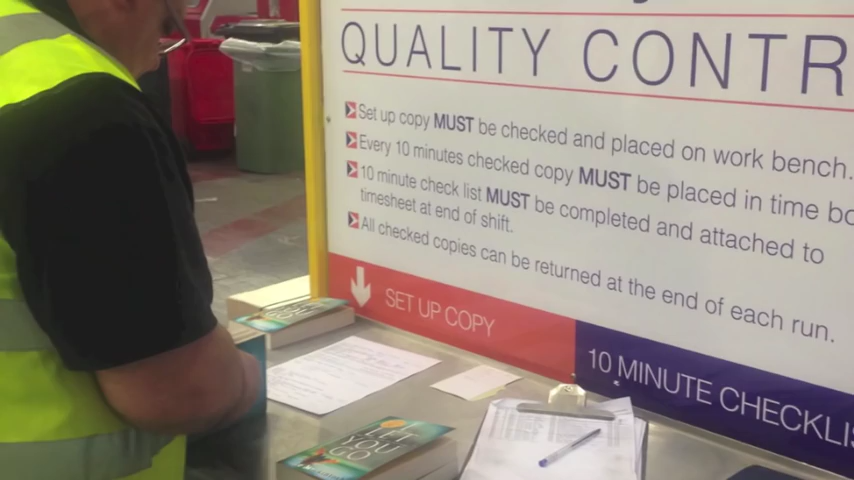 QUALITY CONTR
Set up copy MUST be checked and placed on work bench.
Every 10 minutes checked copy MUST be placed in time bo
10 minute check list MUST be completed and attached to
timesheet at end of shift.
All checked copies can be returned at the end of each run.
SET UP COPY
10 MINUTE CHECKLIS
I LET
YOU
GO